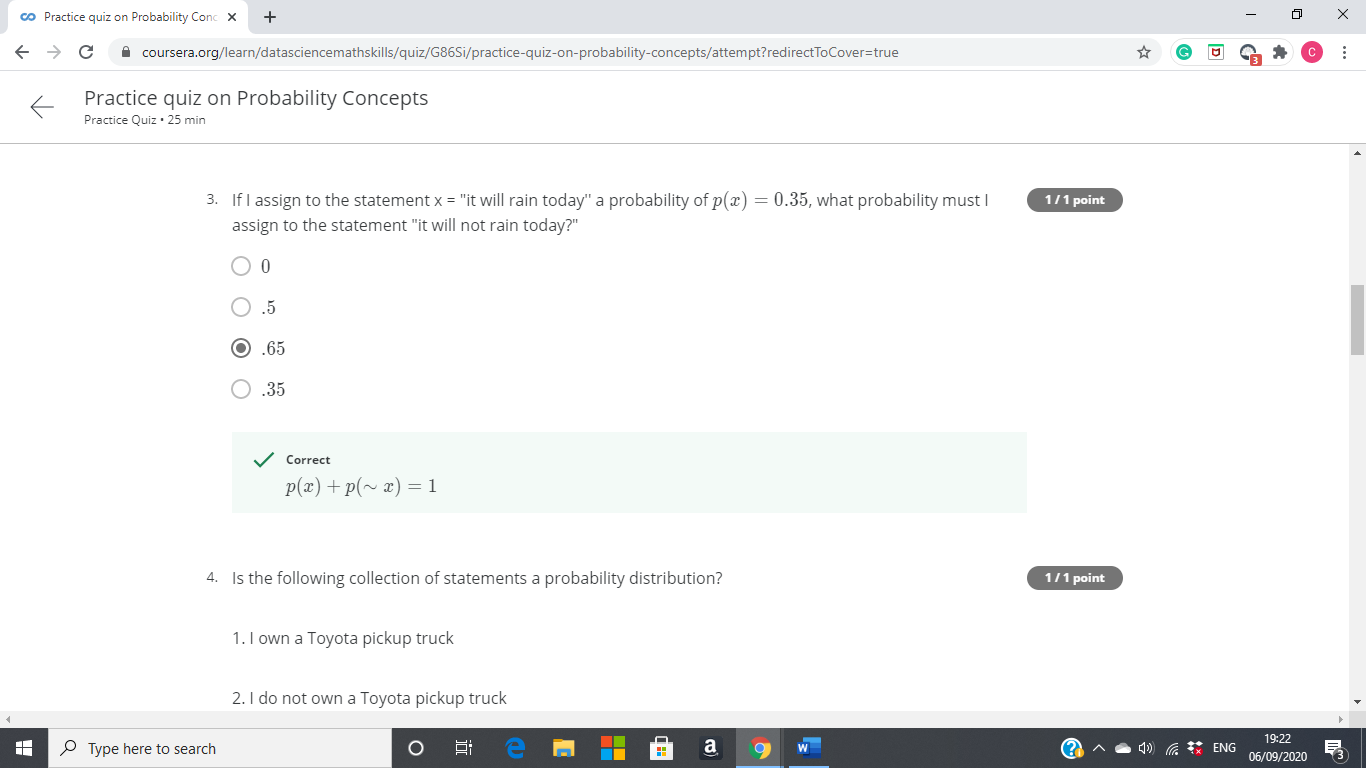 Practice quiz on Probability Conc
coursera.org/learn/datasciencemathskills/quiz/G86Si/practice-quiz-on-probability-concepts/attempt?redirectToCover=true
3
C
Practice quiz on Probability Concepts
Practice Quiz • 25 min
3. If I assign to the statement x = "it will rain today'' a probability of p(x) = 0.35, what probability must I
1 / 1 point
assign to the statement "it will not rain today?"
0
.5
.65
.35
Correct
p(x) + p(∼ x) = 1
4. Is the following collection of statements a probability distribution?
1 / 1 point
1. I own a Toyota pickup truck
2. I do not own a Toyota pickup truck
Type here to search
ENG
19:22
06/09/2020
3